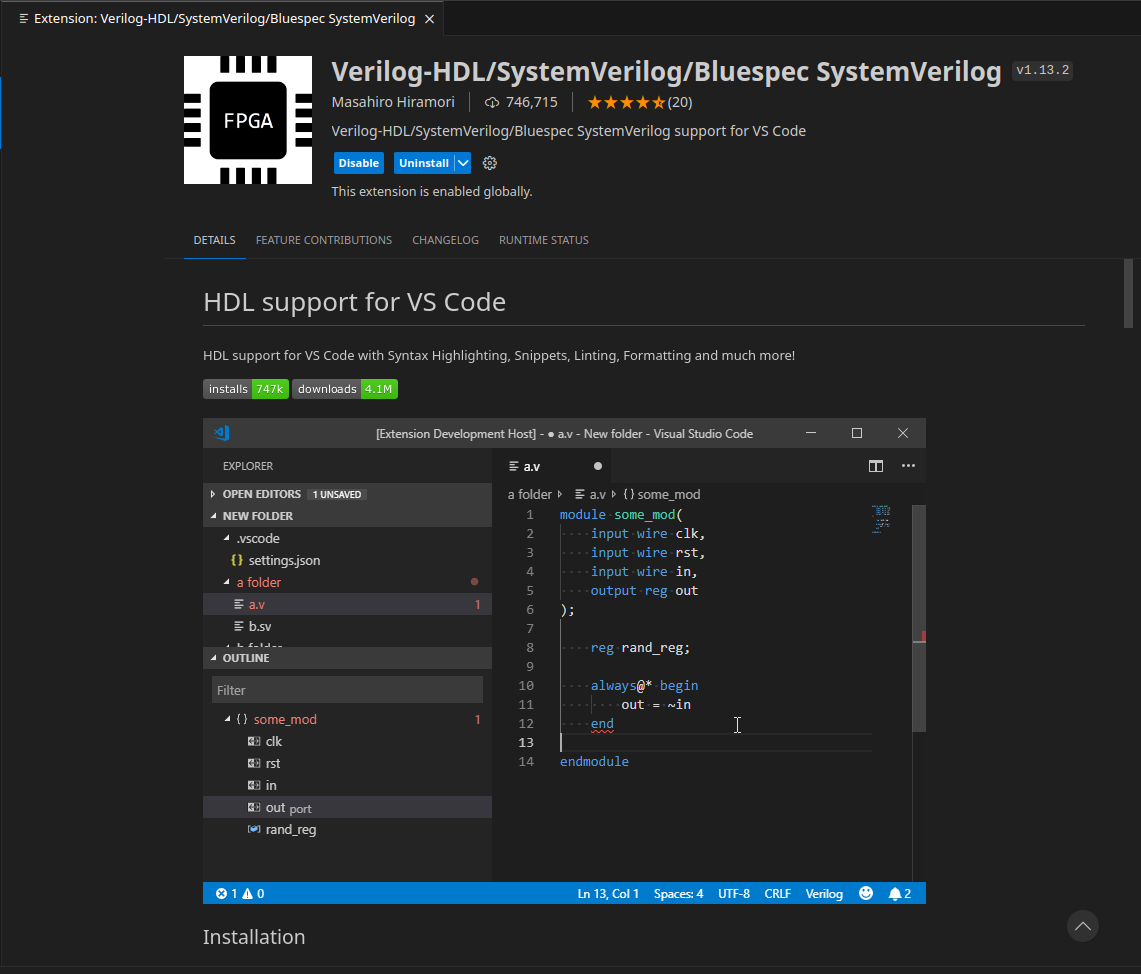 Extension: Verilog-HDL/SystemVerilog/Bluespec SystemVerilog
FPGA
Verilog-HDL/SystemVerilog/Bluespec SystemVerilog v1.13.2
Masahiro Hiramori 746,715 (20)
Verilog-HDL/SystemVerilog/Bluespec SystemVerilog support for VS Code
Disable Uninstall
This extension is enabled globally.
DETAILS FEATURE CONTRIBUTIONS CHANGELOG RUNTIME STATUS
HDL support for VS Code
HDL support for VS Code with Syntax Highlighting, Snippets, Linting, Formatting and much more!
installs 747k downloads 4.1M
[Extension Development Host] - ● a.v - New folder - Visual Studio Code
EXPLORER
OPEN EDITORS 1 UNSAVED
NEW FOLDER
.vscode
{} settings.json
a folder
a.v 1
b.sv
OUTLINE
Filter
{} some_mod 1
clk
rst
in
out port
rand_reg
a.v
a folder a.v {} some_mod
1 module some_mod(
2 input wire clk,
3 input wire rst,
4 input wire in,
5 output reg out
6 );
7
8 reg rand_reg;
9
10 always@* begin
11 out = ~in
12 end
13
14 endmodule
1 0 Ln 13, Col 1 Spaces: 4 UTF-8 CRLF Verilog 2
Installation